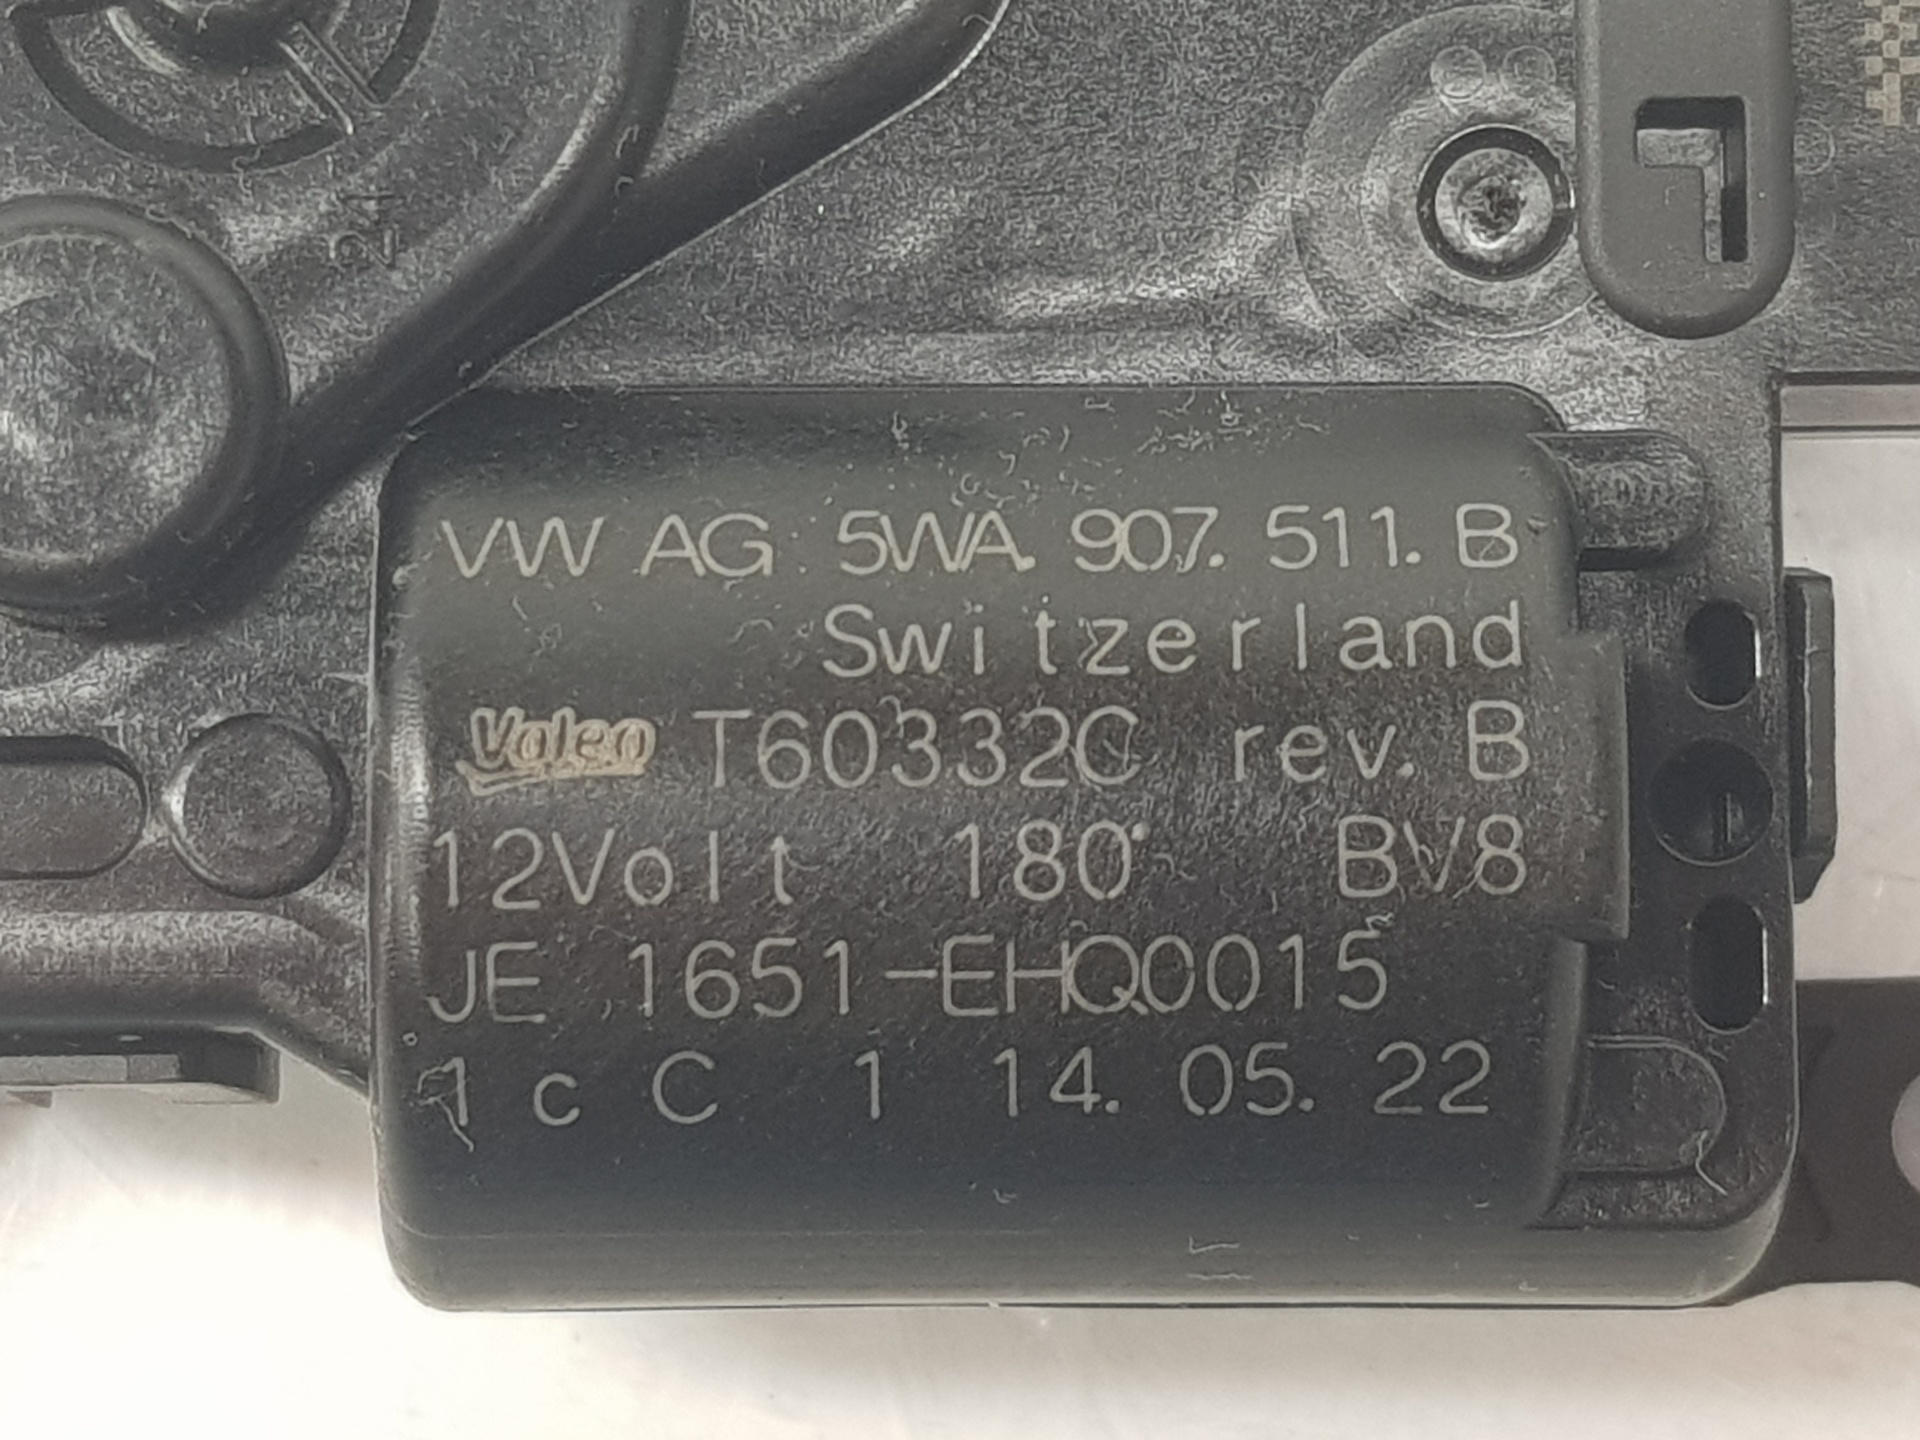 21
VW AG 5WA. 907. 511. B
Switzerland
Valeo T60332C rev. B
12Volt 180° BV8
JE 1651-EHQ0015
1 c C 1 14. 05. 22